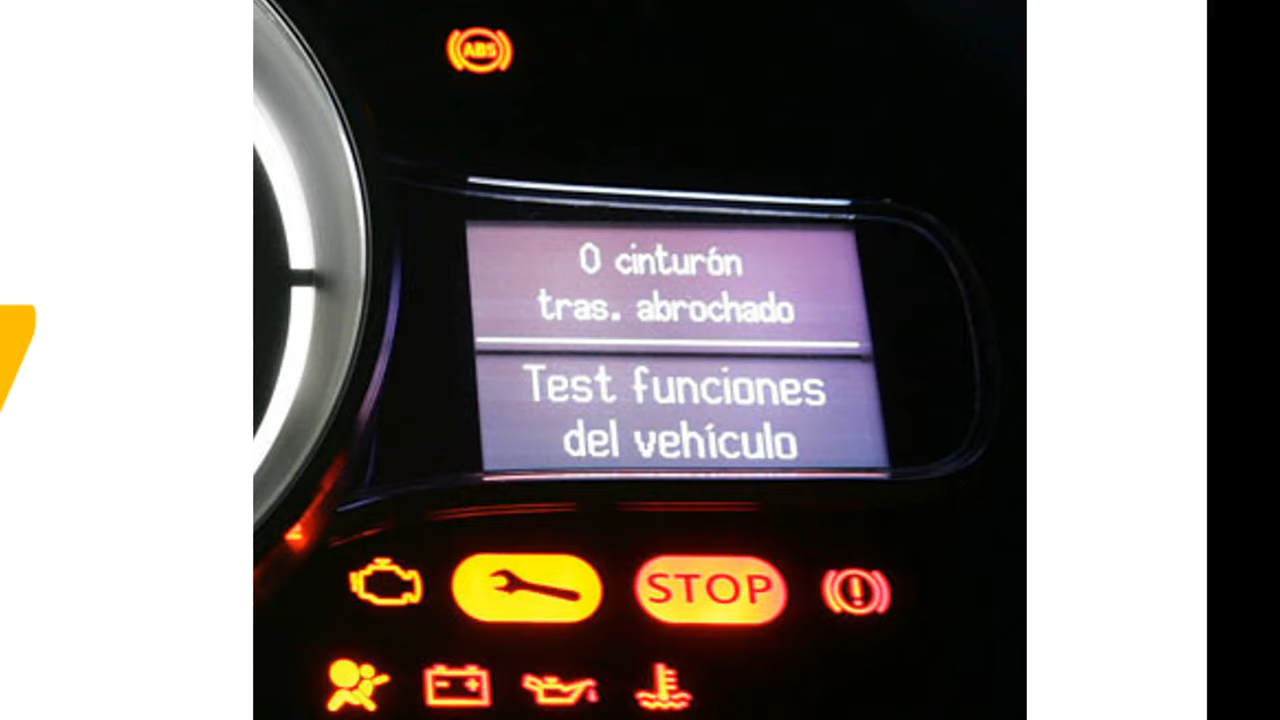 ABS
0 cinturón
tras. abrochado
Test funciones
del vehículo
STOP